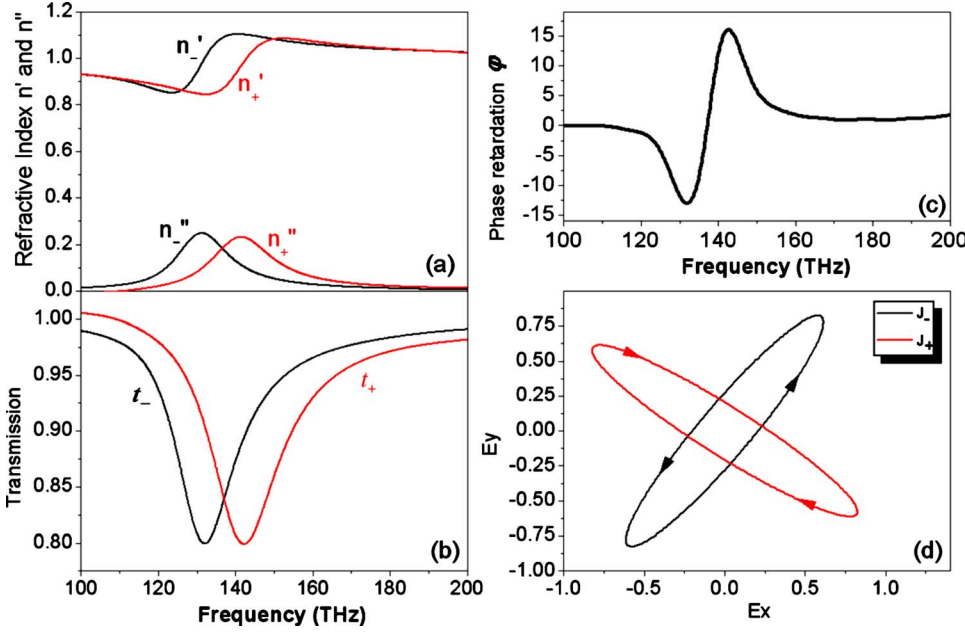 Refractive Index n' and n"
1.2
1.0
0.8
0.6
0.4
0.2
0.0
n_'
n+'
n_"
n+"
(a)
Transmission
1.00
0.95
0.90
0.85
0.80
t_
t+
(b)
100 120 140 160 180 200
Frequency (THz)
Phase retardation φ
15
10
5
0
-5
-10
-15
(c)
100 120 140 160 180 200
Frequency (THz)
Ey
0.75
0.50
0.25
0.00
-0.25
-0.50
-0.75
-1.00
J_
J+
(d)
-1.0 -0.5 0.0 0.5 1.0
Ex